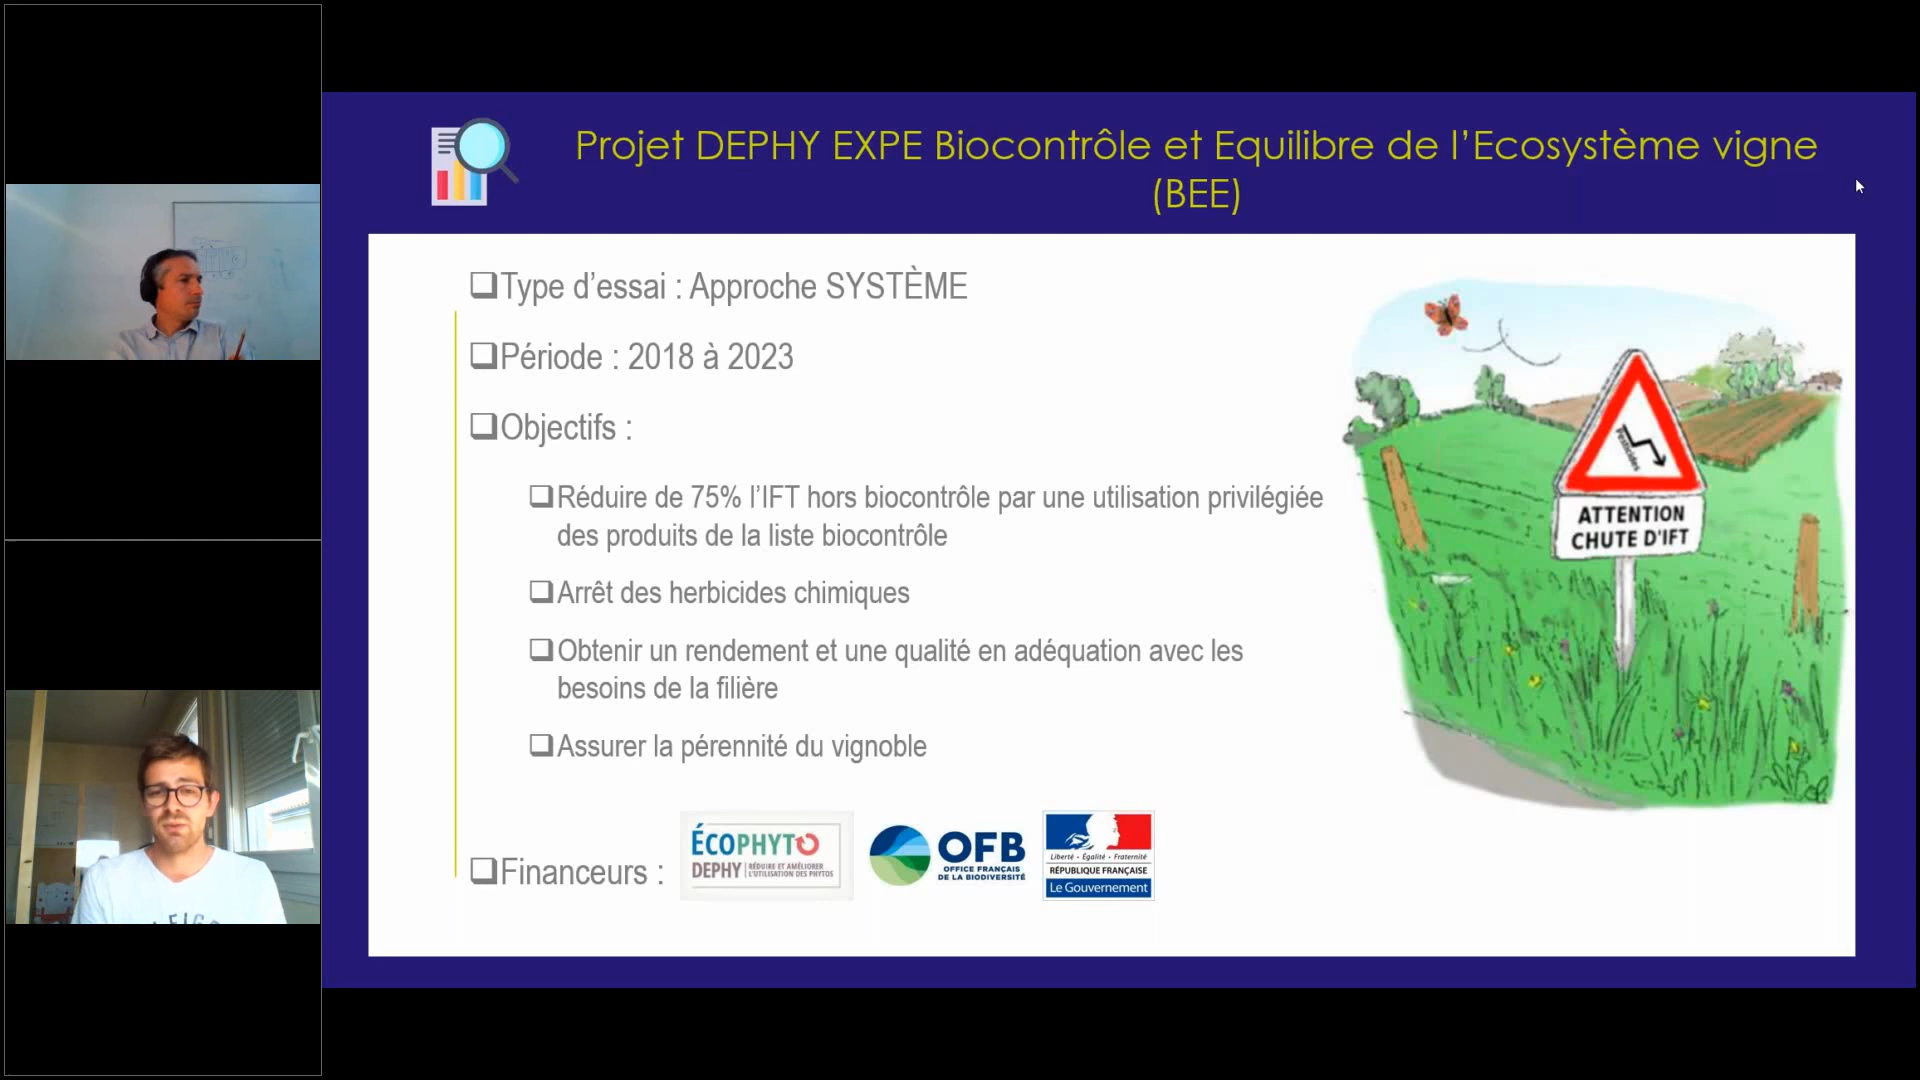 Projet DEPHY EXPE Biocontrôle et Equilibre de l’Ecosystème vigne
(BEE)
Type d’essai : Approche SYSTÈME
Période : 2018 à 2023
Objectifs :
Réduire de 75% l’IFT hors biocontrôle par une utilisation privilégiée
des produits de la liste biocontrôle
Arrêt des herbicides chimiques
Obtenir un rendement et une qualité en adéquation avec les
besoins de la filière
Assurer la pérennité du vignoble
Financeurs :
ÉCOPHYTO
DEPHY
RÉDUIRE ET AMÉLIORER
L'UTILISATION DES PHYTOS
OFB
OFFICE FRANÇAIS
DE LA BIODIVERSITÉ
Liberté • Égalité • Fraternité
RÉPUBLIQUE FRANÇAISE
Le Gouvernement
Pesticides
ATTENTION
CHUTE D'IFT